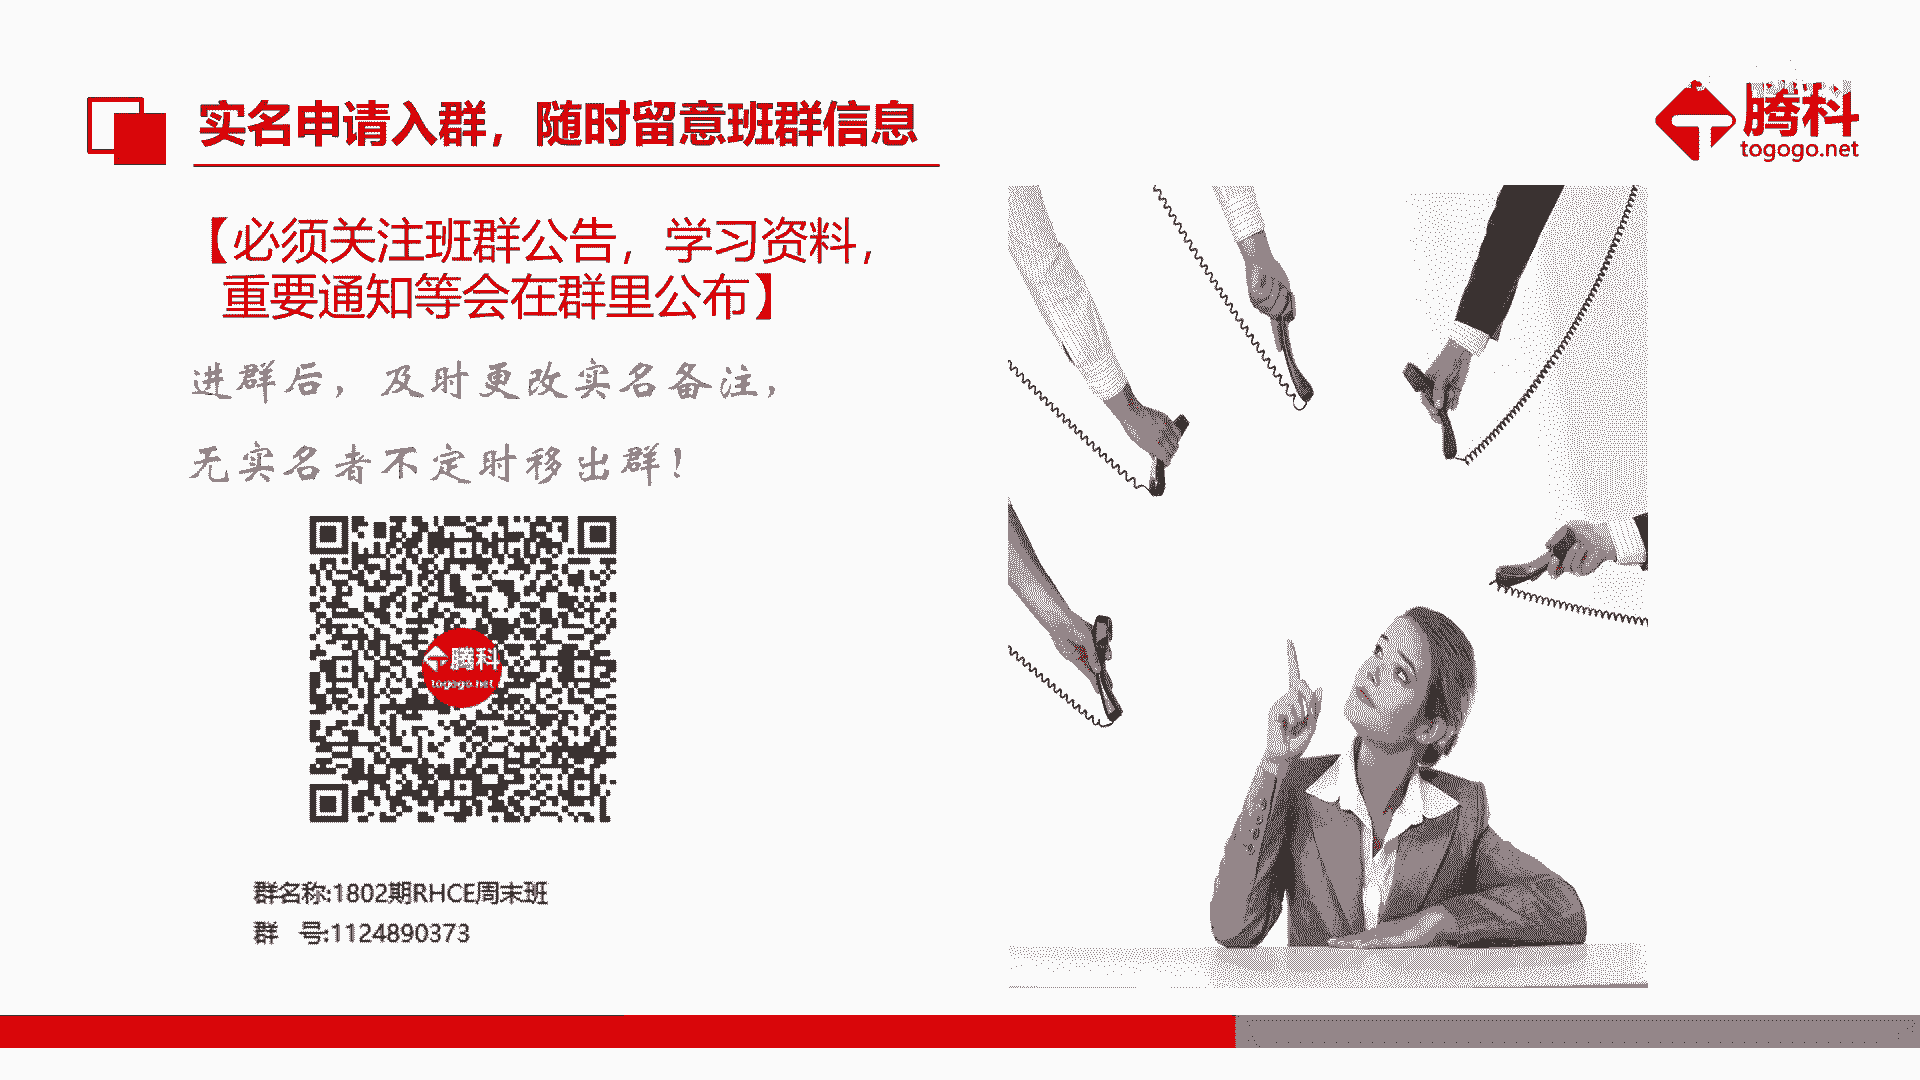 实名申请入群，随时留意班群信息
腾科
togogo.net
【必须关注班群公告，学习资料，
重要通知等会在群里公布】
进群后，及时更改实名备注，
无实名者不定时移出群！
腾科
togogo.net
群名称:1802期RHCE周末班
群 号:1124890373